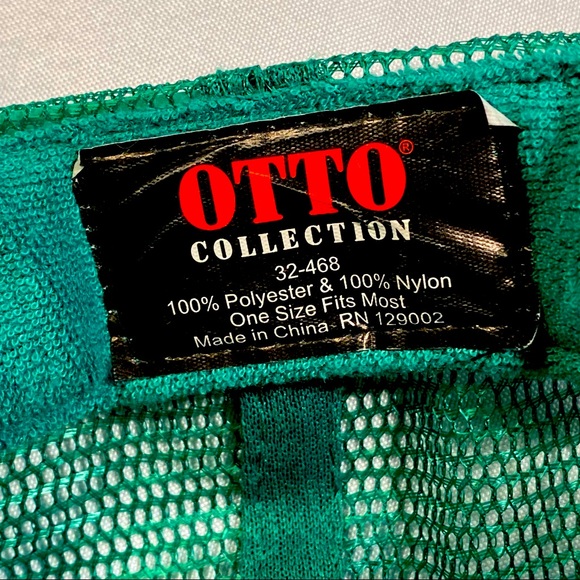 OTTO®
COLLECTION
32-468
100% Polyester & 100% Nylon
One Size Fits Most
Made in China RN 129002